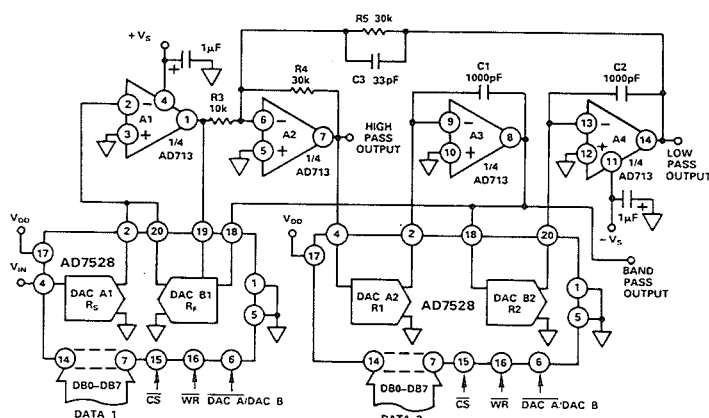 R5 30k
+VS
1µF
C3 33pF
R4
30k
C1
1000pF
C2
1000pF
R3
10k
4
2
−
A1
1
3
+
1/4
AD713
6
−
A2
7
5
+
1/4
AD713
HIGH
PASS
OUTPUT
9
−
A3
8
10
+
1/4
AD713
13
−
A4
14
12
+
11
1/4
AD713
LOW
PASS
OUTPUT
1µF
+
~VS
VDD
17
2
20
19
18
VIN
4
DAC A1
RS
AD7528
DAC B1
RF
1
5
14
7
15
16
6
DB0–DB7
DATA 1
CS
WR
DAC A/DAC B
VDD
17
4
2
18
20
DAC A2
R1
AD7528
DAC B2
R2
1
5
BAND
PASS
OUTPUT
14
7
15
16
6
DB0–DB7
CS
WR
DAC A/DAC B